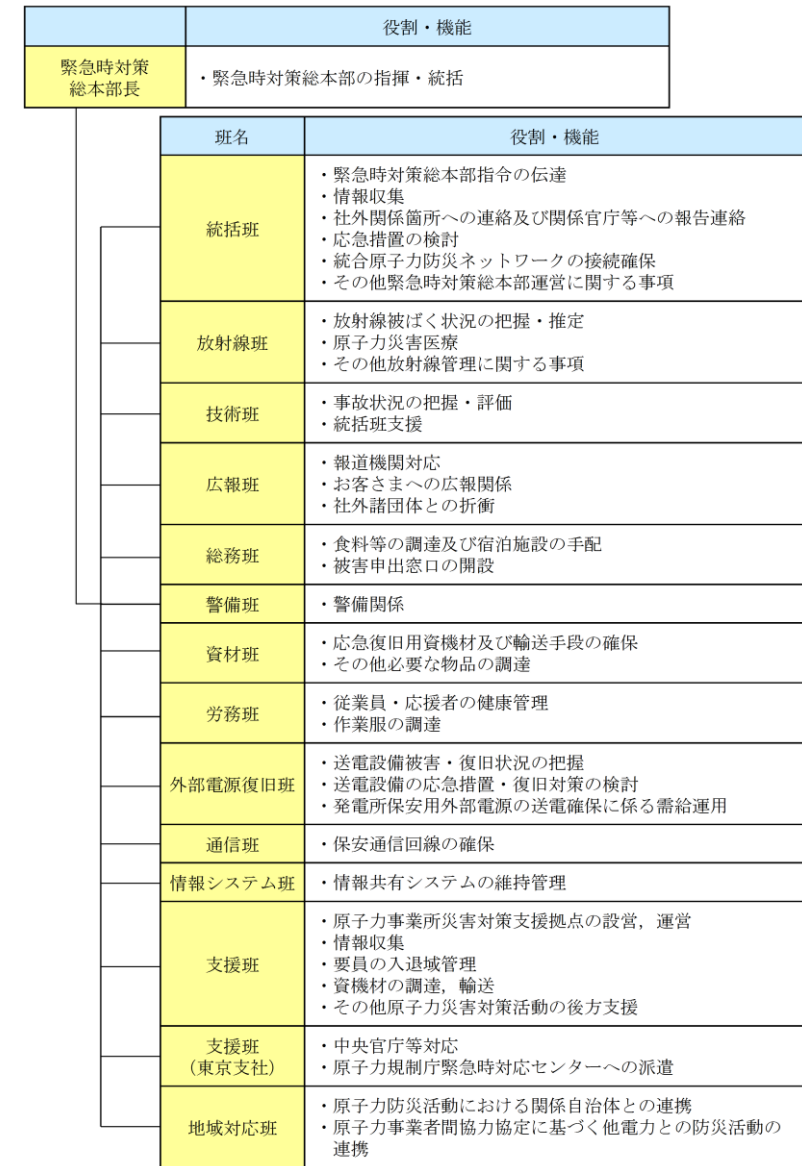 役割・機能
緊急時対策
総本部長
・緊急時対策総本部の指揮・統括
班名
役割・機能
統括班
・緊急時対策総本部指令の伝達
・情報収集
・社外関係箇所への連絡及び関係官庁等への報告連絡
・応急措置の検討
・統合原子力防災ネットワークの接続確保
・その他緊急時対策総本部運営に関する事項
放射線班
・放射線被ばく状況の把握・推定
・原子力災害医療
・その他放射線管理に関する事項
技術班
・事故状況の把握・評価
・統括班支援
広報班
・報道機関対応
・お客さまへの広報関係
・社外諸団体との折衝
総務班
・食料等の調達及び宿泊施設の手配
・被害申出窓口の開設
警備班
・警備関係
資材班
・応急復旧用資機材及び輸送手段の確保
・その他必要な物品の調達
労務班
・従業員・応援者の健康管理
・作業服の調達
外部電源復旧班
・送電設備被害・復旧状況の把握
・送電設備の応急措置・復旧対策の検討
・発電所保安用外部電源の送電確保に係る需給運用
通信班
・保安通信回線の確保
情報システム班
・情報共有システムの維持管理
支援班
・原子力事業所災害対策支援拠点の設営，運営
・情報収集
・要員の入退域管理
・資機材の調達，輸送
・その他原子力災害対策活動の後方支援
支援班
（東京支社）
・中央官庁等対応
・原子力規制庁緊急時対応センターへの派遣
地域対応班
・原子力防災活動における関係自治体との連携
・原子力事業者間協力協定に基づく他電力との防災活動の
連携